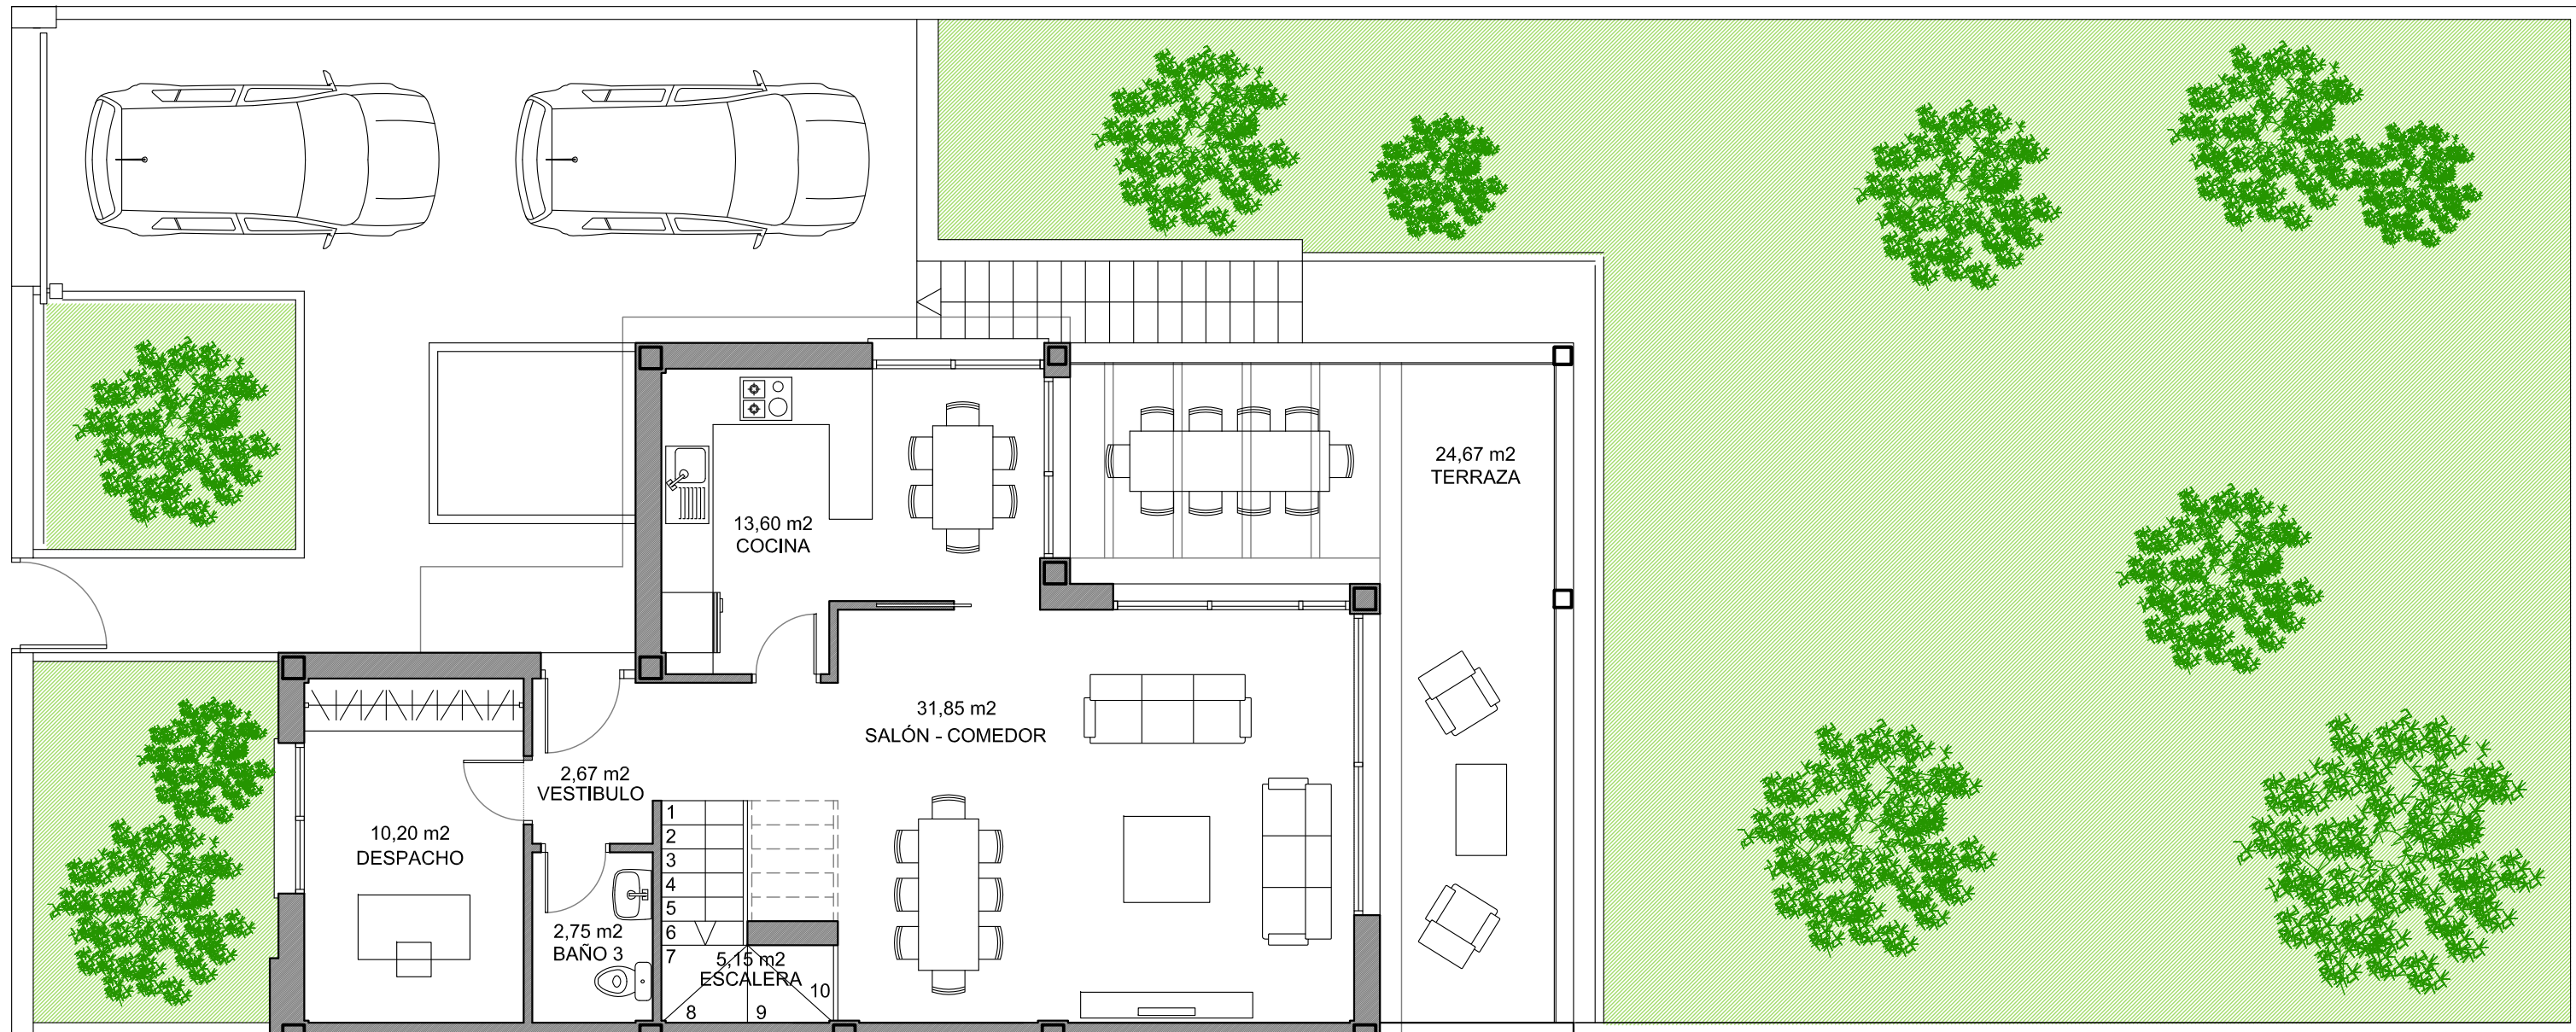 24,67 m2
TERRAZA
13,60 m2
COCINA
31,85 m2
SALÓN - COMEDOR
2,67 m2
VESTIBULO
10,20 m2
DESPACHO
1
2
3
4
5
6
7
2,75 m2
BAÑO 3
5,15 m2
ESCALERA
8
9
10